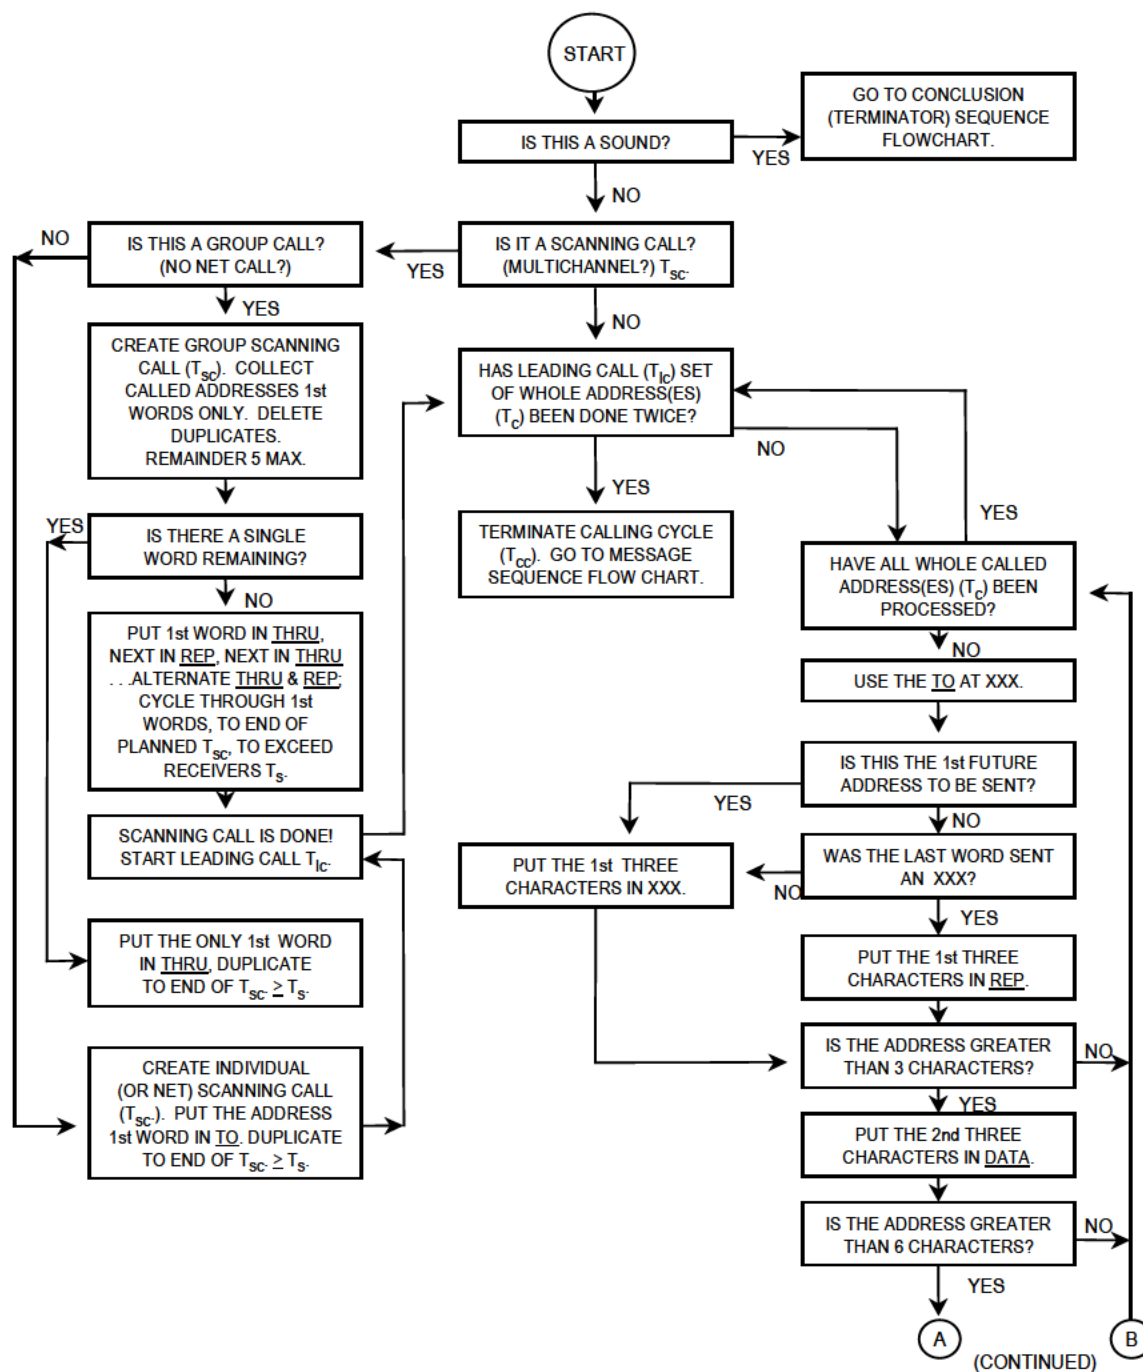 START
GO TO CONCLUSION
(TERMINATOR) SEQUENCE
FLOWCHART.
IS THIS A SOUND?
YES
NO
NO
IS THIS A GROUP CALL?
(NO NET CALL?)
IS IT A SCANNING CALL?
(MULTICHANNEL?) TSC.
YES
YES
NO
CREATE GROUP SCANNING
CALL (TSC). COLLECT
CALLED ADDRESSES 1st
WORDS ONLY. DELETE
DUPLICATES.
REMAINDER 5 MAX.
HAS LEADING CALL (Tlc) SET
OF WHOLE ADDRESS(ES)
(TC) BEEN DONE TWICE?
NO
YES
YES
YES
IS THERE A SINGLE
WORD REMAINING?
TERMINATE CALLING CYCLE
(TCC). GO TO MESSAGE
SEQUENCE FLOW CHART.
HAVE ALL WHOLE CALLED
ADDRESS(ES) (TC) BEEN
PROCESSED?
NO
NO
PUT 1st WORD IN THRU,
NEXT IN REP, NEXT IN THRU
. . .ALTERNATE THRU & REP;
CYCLE THROUGH 1st
WORDS, TO END OF
PLANNED TSC, TO EXCEED
RECEIVERS TS.
USE THE TO AT XXX.
IS THIS THE 1st FUTURE
ADDRESS TO BE SENT?
YES
NO
SCANNING CALL IS DONE!
START LEADING CALL Tlc.
PUT THE 1st THREE
CHARACTERS IN XXX.
WAS THE LAST WORD SENT
AN XXX?
NO
YES
PUT THE ONLY 1st WORD
IN THRU, DUPLICATE
TO END OF TSC. ≥ TS.
PUT THE 1st THREE
CHARACTERS IN REP.
IS THE ADDRESS GREATER
THAN 3 CHARACTERS?
NO
YES
CREATE INDIVIDUAL
(OR NET) SCANNING CALL
(TSC.). PUT THE ADDRESS
1st WORD IN TO. DUPLICATE
TO END OF TSC. ≥ TS.
PUT THE 2nd THREE
CHARACTERS IN DATA.
IS THE ADDRESS GREATER
THAN 6 CHARACTERS?
NO
YES
A
B
(CONTINUED)